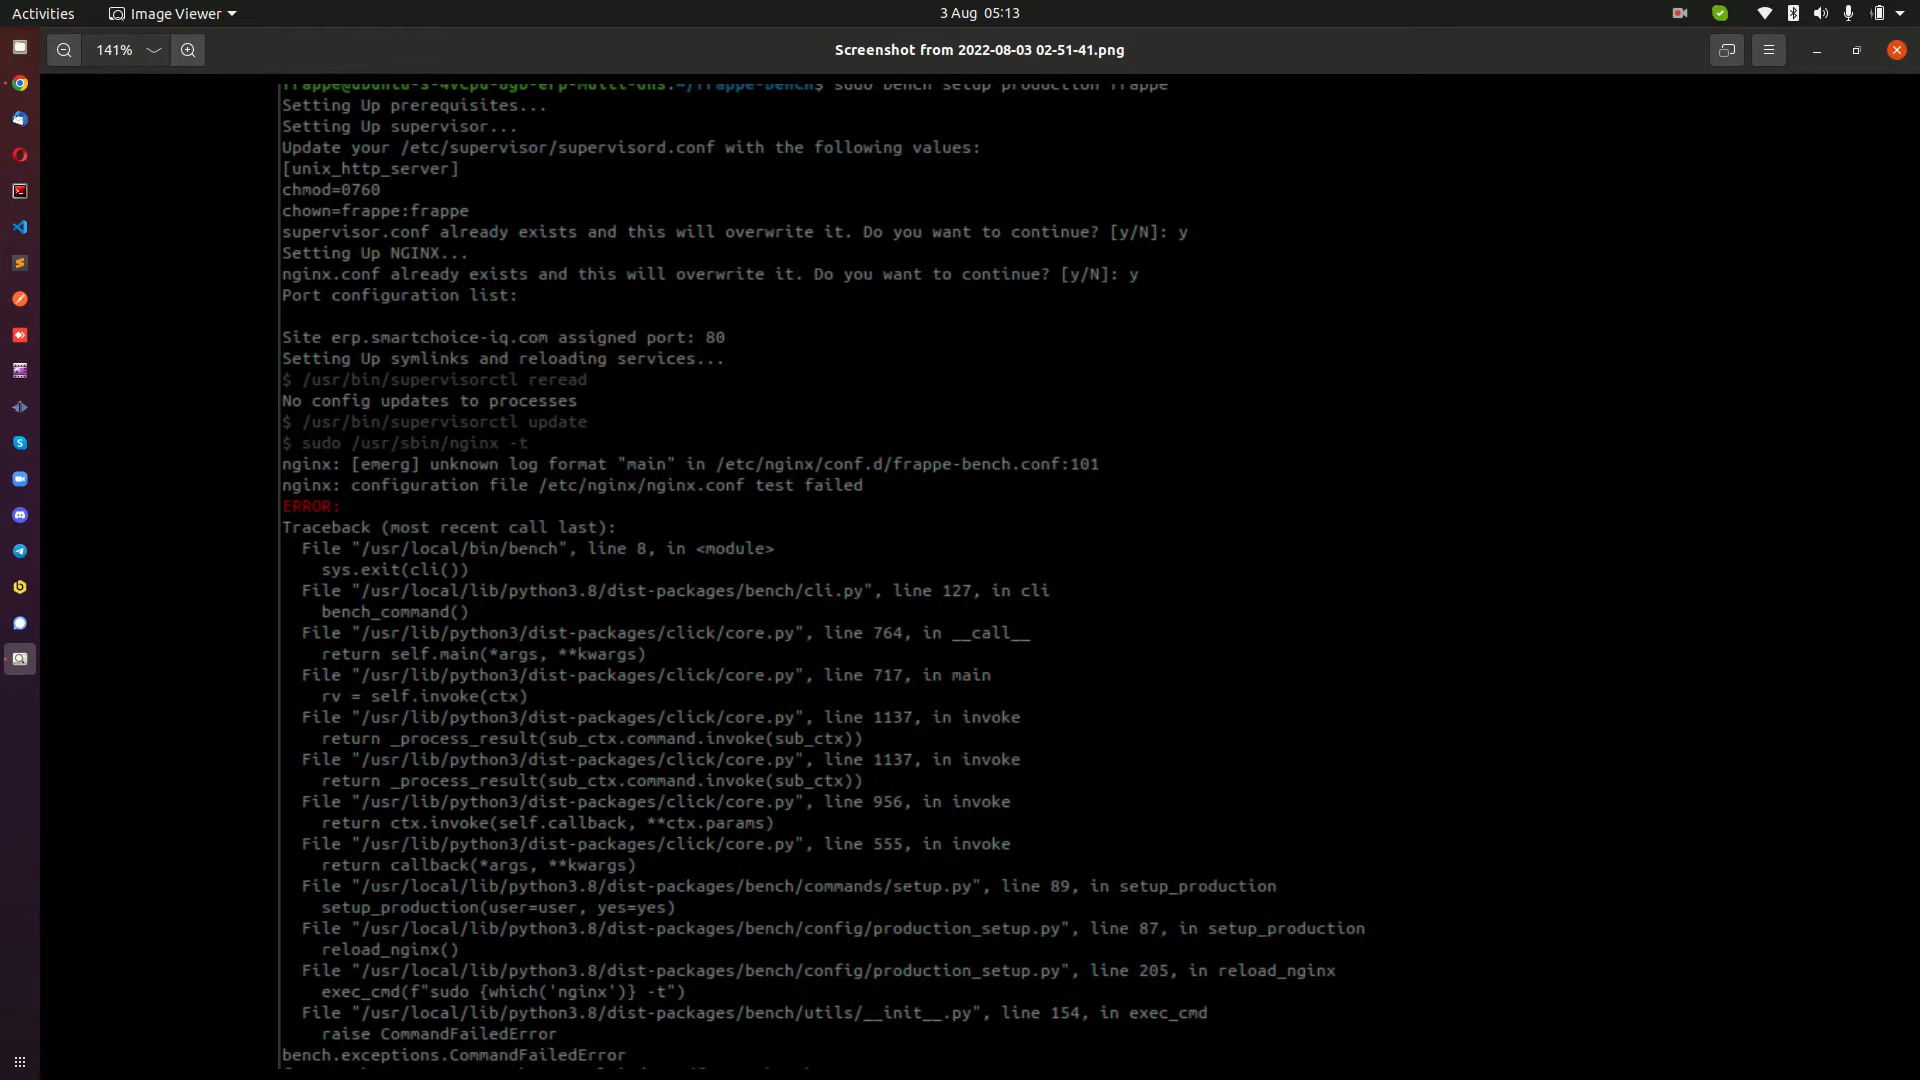 Activities
Image Viewer
3 Aug 05:13
141%
Screenshot from 2022-08-03 02-51-41.png
frappe@ubuntu-s-4vcpu-8gb-erp-multi-dns:~/frappe-bench$ sudo bench setup production frappe
Setting Up prerequisites...
Setting Up supervisor...
Update your /etc/supervisor/supervisord.conf with the following values:
[unix_http_server]
chmod=0760
chown=frappe:frappe
supervisor.conf already exists and this will overwrite it. Do you want to continue? [y/N]: y
Setting Up NGINX...
nginx.conf already exists and this will overwrite it. Do you want to continue? [y/N]: y
Port configuration list:
Site erp.smartchoice-iq.com assigned port: 80
Setting Up symlinks and reloading services...
$ /usr/bin/supervisorctl reread
No config updates to processes
$ /usr/bin/supervisorctl update
$ sudo /usr/sbin/nginx -t
nginx: [emerg] unknown log format "main" in /etc/nginx/conf.d/frappe-bench.conf:101
nginx: configuration file /etc/nginx/nginx.conf test failed
ERROR:
Traceback (most recent call last):
  File "/usr/local/bin/bench", line 8, in <module>
    sys.exit(cli())
  File "/usr/local/lib/python3.8/dist-packages/bench/cli.py", line 127, in cli
    bench_command()
  File "/usr/lib/python3/dist-packages/click/core.py", line 764, in __call__
    return self.main(*args, **kwargs)
  File "/usr/lib/python3/dist-packages/click/core.py", line 717, in main
    rv = self.invoke(ctx)
  File "/usr/lib/python3/dist-packages/click/core.py", line 1137, in invoke
    return _process_result(sub_ctx.command.invoke(sub_ctx))
  File "/usr/lib/python3/dist-packages/click/core.py", line 1137, in invoke
    return _process_result(sub_ctx.command.invoke(sub_ctx))
  File "/usr/lib/python3/dist-packages/click/core.py", line 956, in invoke
    return ctx.invoke(self.callback, **ctx.params)
  File "/usr/lib/python3/dist-packages/click/core.py", line 555, in invoke
    return callback(*args, **kwargs)
  File "/usr/local/lib/python3.8/dist-packages/bench/commands/setup.py", line 89, in setup_production
    setup_production(user=user, yes=yes)
  File "/usr/local/lib/python3.8/dist-packages/bench/config/production_setup.py", line 87, in setup_production
    reload_nginx()
  File "/usr/local/lib/python3.8/dist-packages/bench/config/production_setup.py", line 205, in reload_nginx
    exec_cmd(f"sudo {which('nginx')} -t")
  File "/usr/local/lib/python3.8/dist-packages/bench/utils/__init__.py", line 154, in exec_cmd
    raise CommandFailedError
bench.exceptions.CommandFailedError